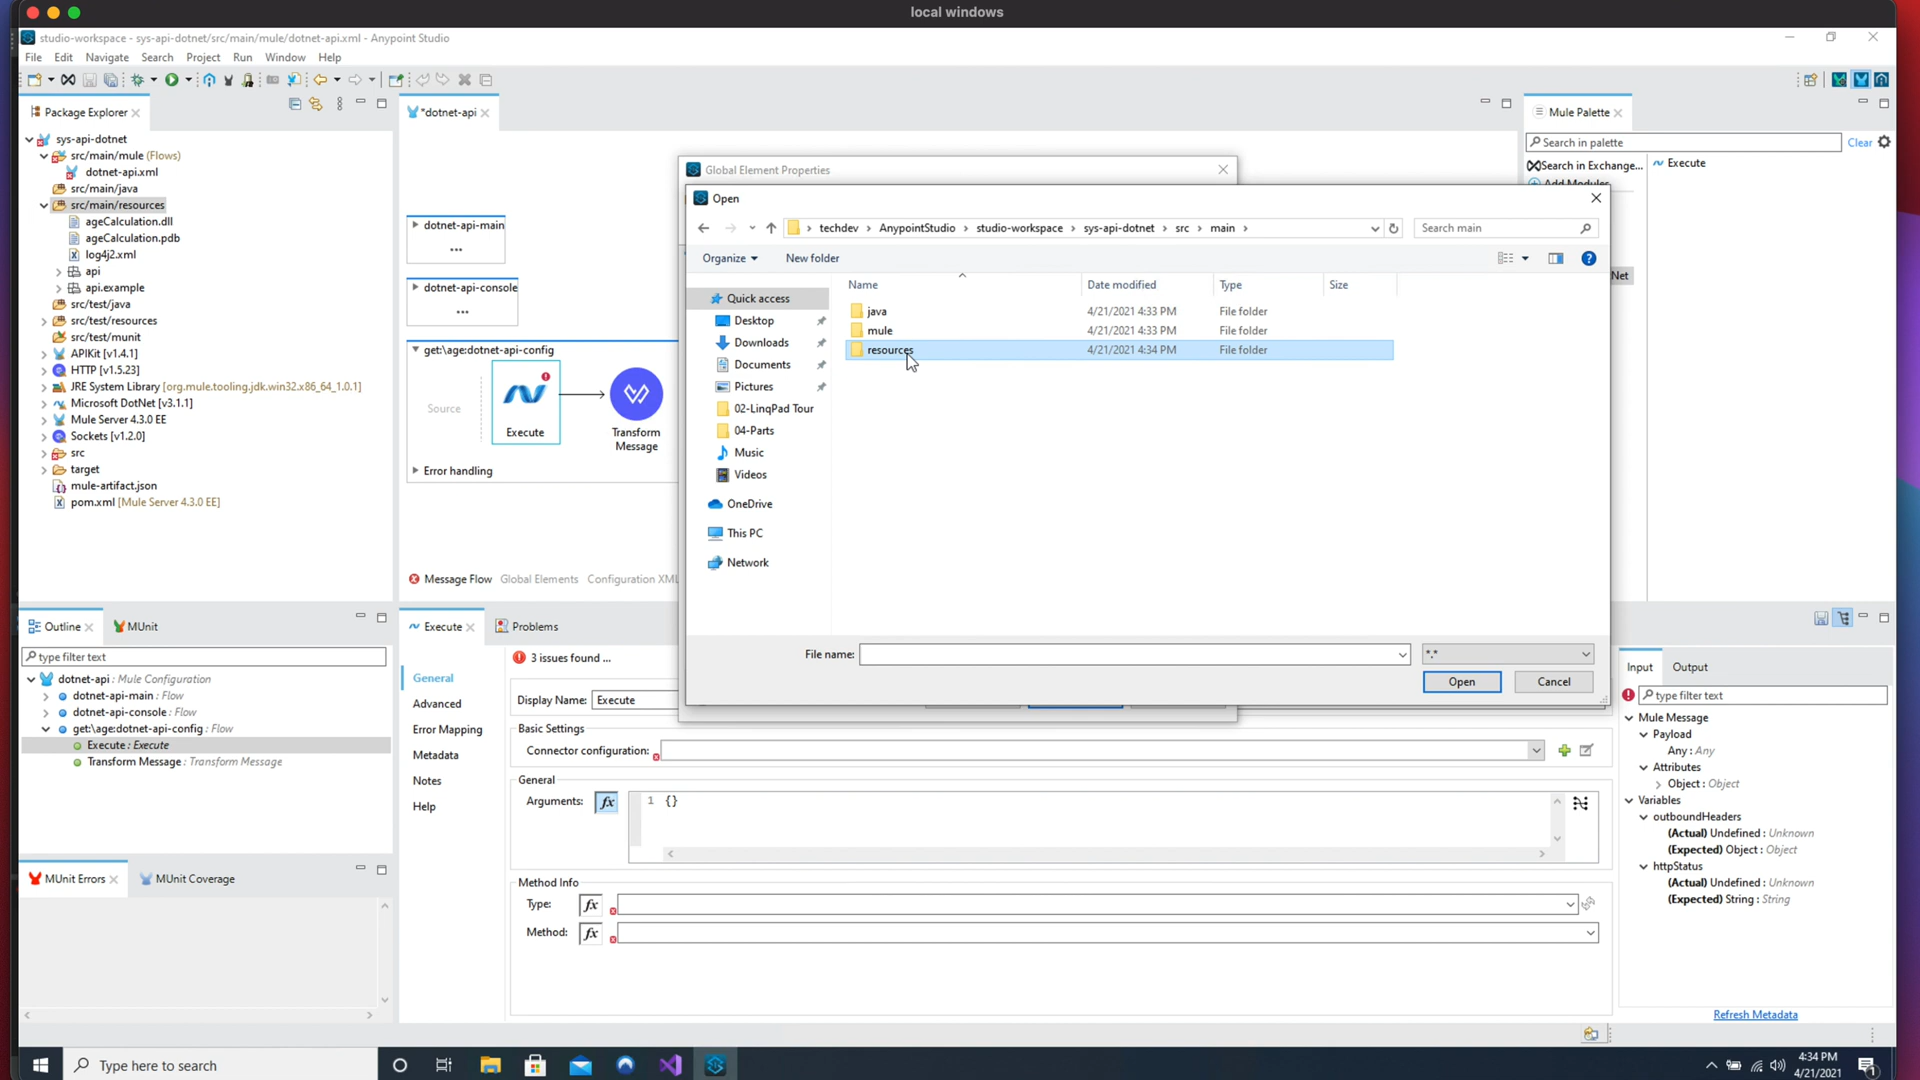 local windows
studio-workspace - sys-api-dotnet/src/main/mule/dotnet-api.xml - Anypoint Studio
File Edit Navigate Search Project Run Window Help
Package Explorer
sys-api-dotnet
src/main/mule (Flows)
dotnet-api.xml
src/main/java
src/main/resources
ageCalculation.dll
ageCalculation.pdb
log4j2.xml
api
api.example
src/test/java
src/test/resources
src/test/munit
APIKit [v1.4.1]
HTTP [v1.5.23]
JRE System Library [org.mule.tooling.jdk.win32.x86_64_1.0.1]
Microsoft DotNet [v3.1.1]
Mule Server 4.3.0 EE
Sockets [v1.2.0]
src
target
mule-artifact.json
pom.xml [Mule Server 4.3.0 EE]
*dotnet-api
dotnet-api-main
...
dotnet-api-console
...
get:\age:dotnet-api-config
Source
Execute
Transform
Message
Error handling
Message Flow Global Elements Configuration XML
Global Element Properties
Open
techdev > AnypointStudio > studio-workspace > sys-api-dotnet > src > main >
Search main
Organize New folder
Name Date modified Type Size
java 4/21/2021 4:33 PM File folder
mule 4/21/2021 4:33 PM File folder
resources 4/21/2021 4:34 PM File folder
Quick access
Desktop
Downloads
Documents
Pictures
02-LinqPad Tour
04-Parts
Music
Videos
OneDrive
This PC
Network
File name:
*.*
Open Cancel
Mule Palette
Search in palette
Clear
Search in Exchange...
Add Modules
Execute
Net
Outline MUnit
type filter text
dotnet-api : Mule Configuration
dotnet-api-main : Flow
dotnet-api-console : Flow
get:\age:dotnet-api-config : Flow
Execute : Execute
Transform Message : Transform Message
MUnit Errors MUnit Coverage
Execute Problems
3 issues found ...
General
Advanced
Error Mapping
Metadata
Notes
Help
Display Name: Execute
Basic Settings
Connector configuration:
General
Arguments: fx 1 {}
Method Info
Type: fx
Method: fx
Input Output
type filter text
Mule Message
Payload
Any : Any
Attributes
Object : Object
Variables
outboundHeaders
(Actual) Undefined : Unknown
(Expected) Object : Object
httpStatus
(Actual) Undefined : Unknown
(Expected) String : String
Refresh Metadata
Type here to search
4:34 PM
4/21/2021
1